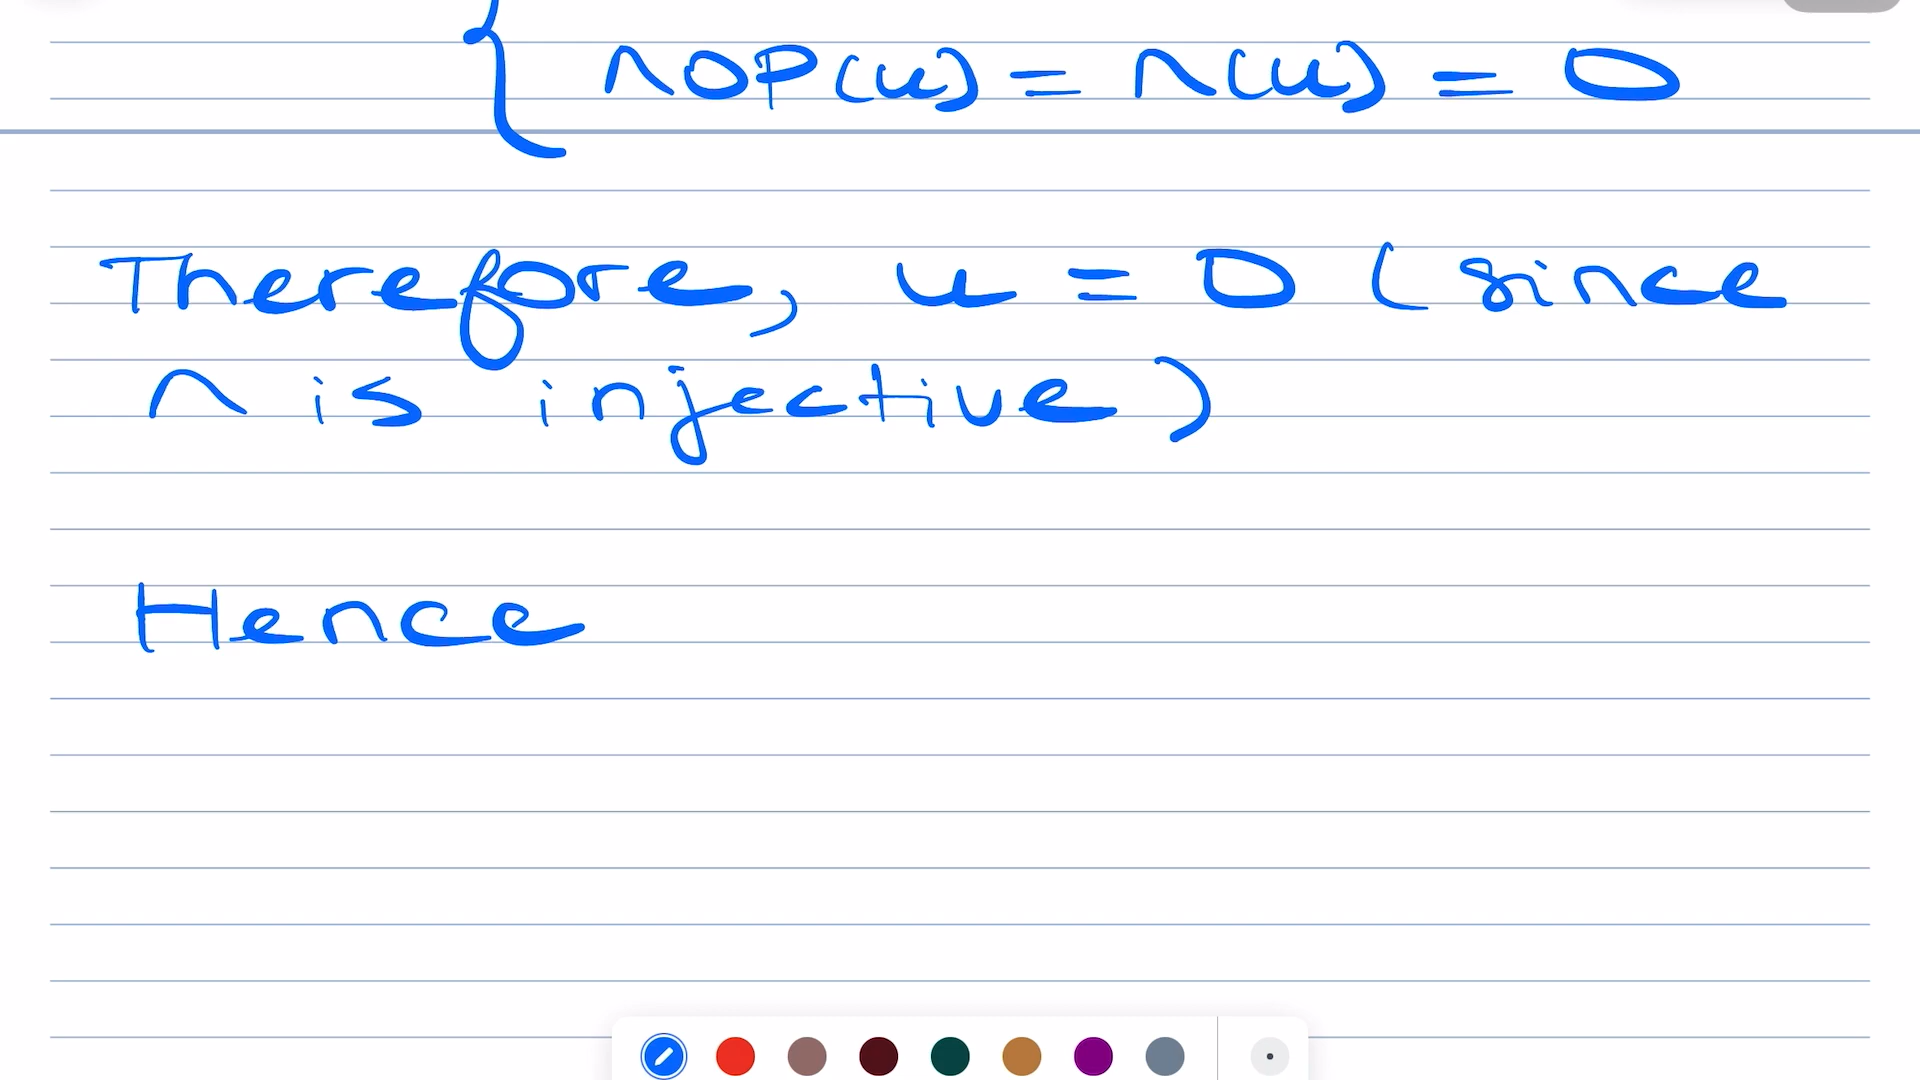 { ΛOP(u) = Λ(u) = 0
Therefore, u = 0 (since
Λ is injective)
Hence